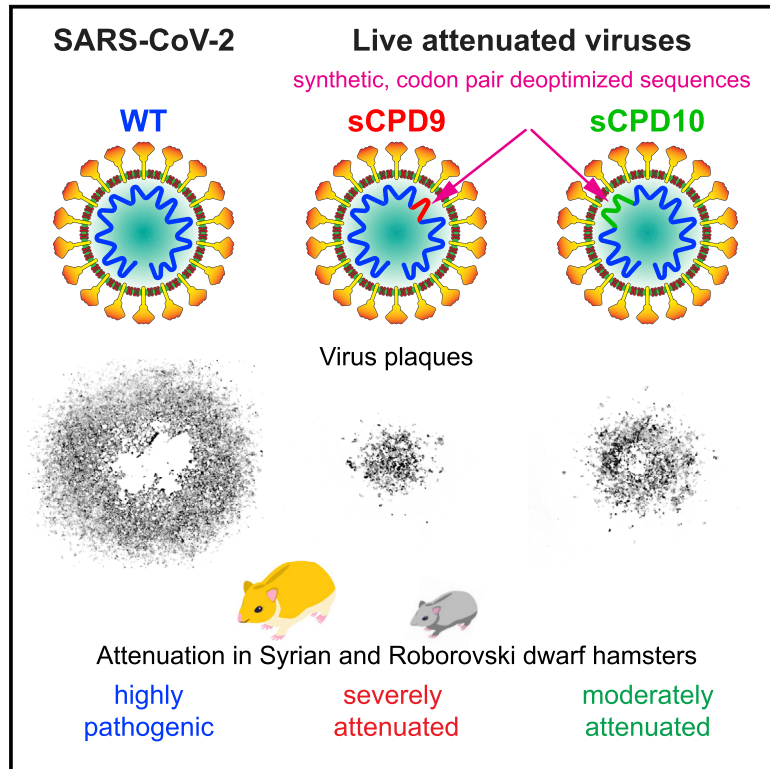 SARS-CoV-2
Live attenuated viruses
synthetic, codon pair deoptimized sequences
WT
sCPD9
sCPD10
Virus plaques
Attenuation in Syrian and Roborovski dwarf hamsters
highly
pathogenic
severely
attenuated
moderately
attenuated